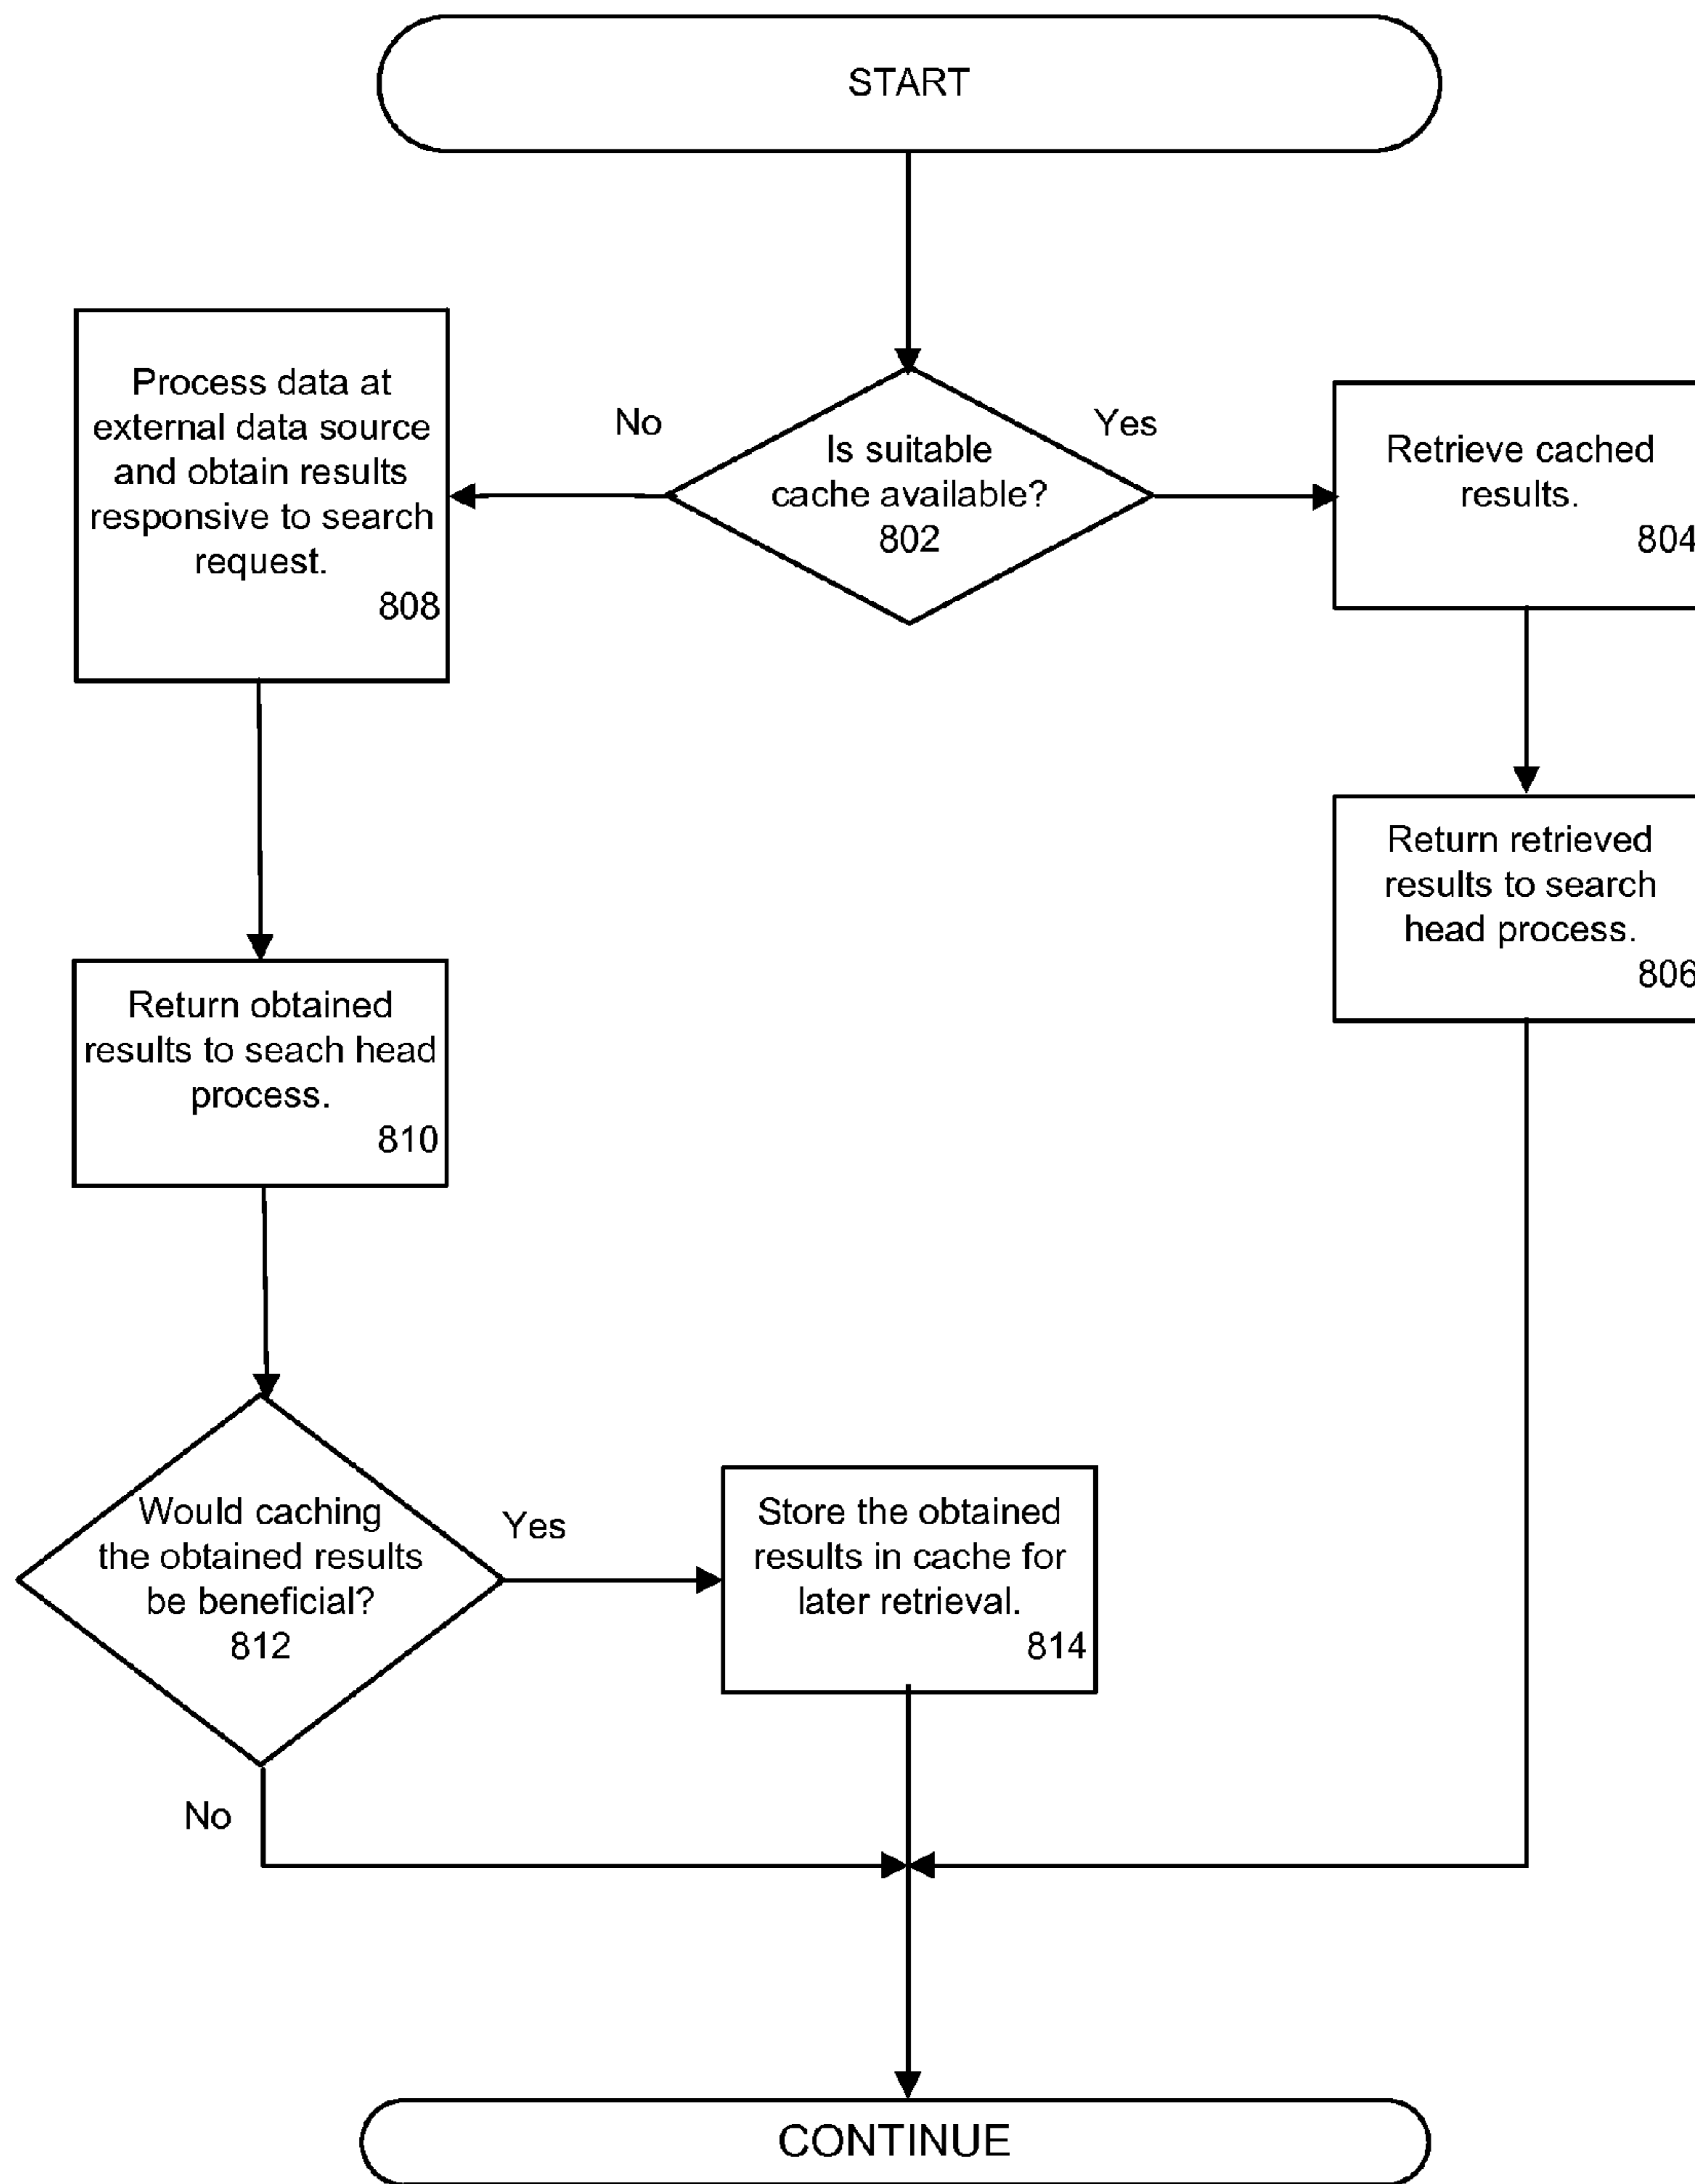 START
No
Yes
Is suitable
cache available?
802
Process data at
external data source
and obtain results
responsive to search
request.
808
Retrieve cached
results.
804
Return retrieved
results to search
head process.
806
Return obtained
results to seach head
process.
810
Would caching
the obtained results
be beneficial?
812
Yes
No
Store the obtained
results in cache for
later retrieval.
814
CONTINUE